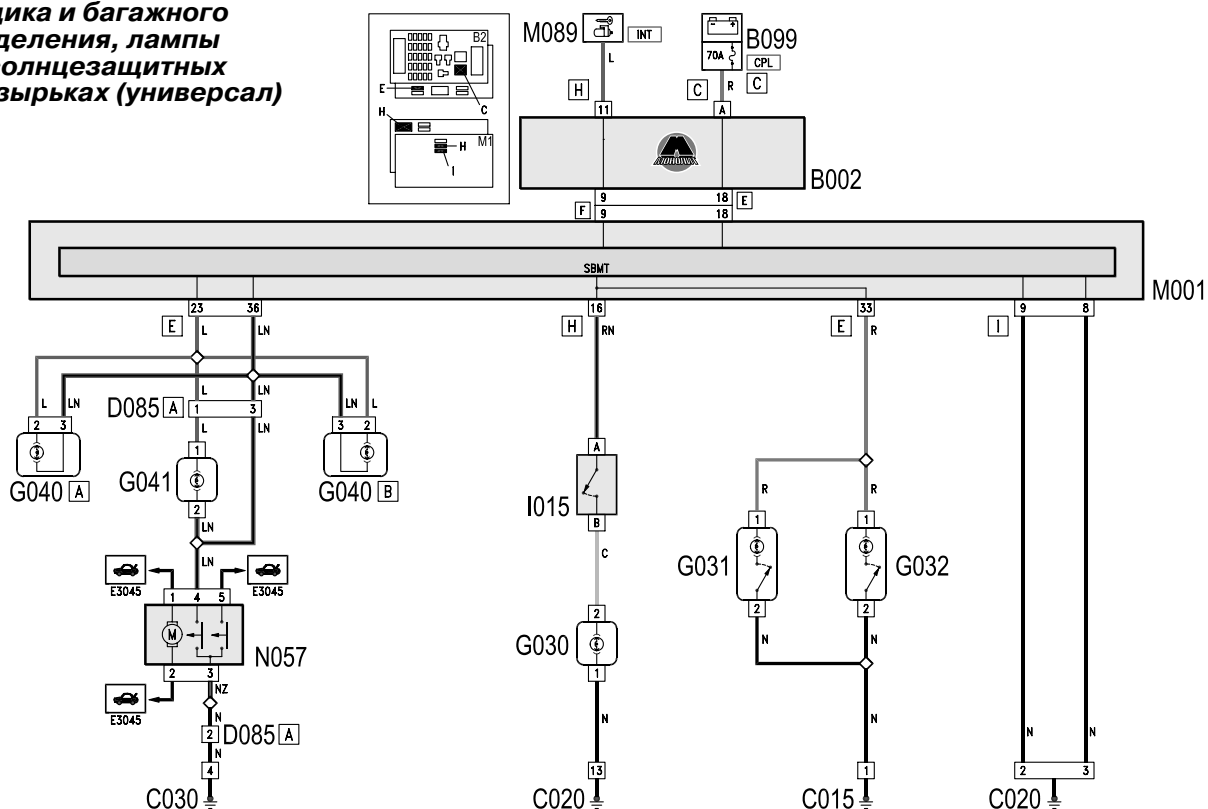 щика и багажного
деления, лампы
солнцезащитных
зырьках (универсал)
B2
E
C
H
M1
H
I
M089
INT
L
B099
70A
CPL
R
C
H
C
11
A
B002
9
18
E
F
9
18
SBMT
M001
23
36
16
33
9
8
E
L
LN
H
RN
E
R
I
L
LN
L
LN
LN
L
D085
A
1
3
2
3
L
LN
3
2
G040
A
G041
1
G040
B
2
LN
LN
E3045
E3045
1
4
5
M
N057
2
3
E3045
NZ
N
2
D085
A
N
4
C030
A
I015
B
C
2
G030
1
N
13
C020
R
R
1
1
G031
G032
2
2
N
N
N
1
C015
N
N
2
3
C020